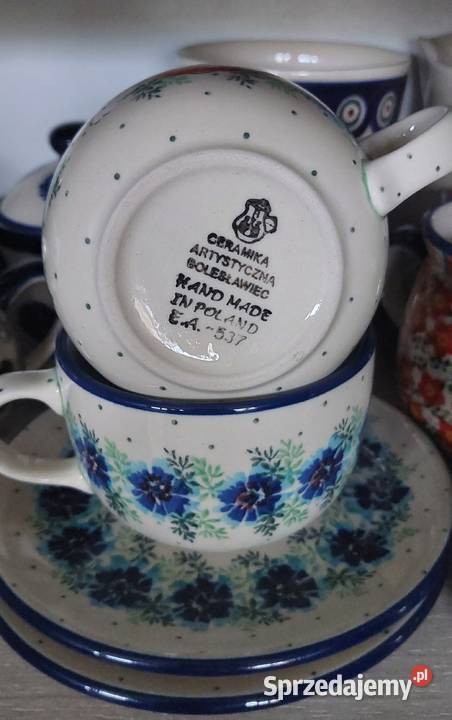 CERAMIKA
ARTYSTYCZNA
BOLESŁAWIEC
HAND MADE
IN POLAND
E.A. -537
Sprzedajemy.pl